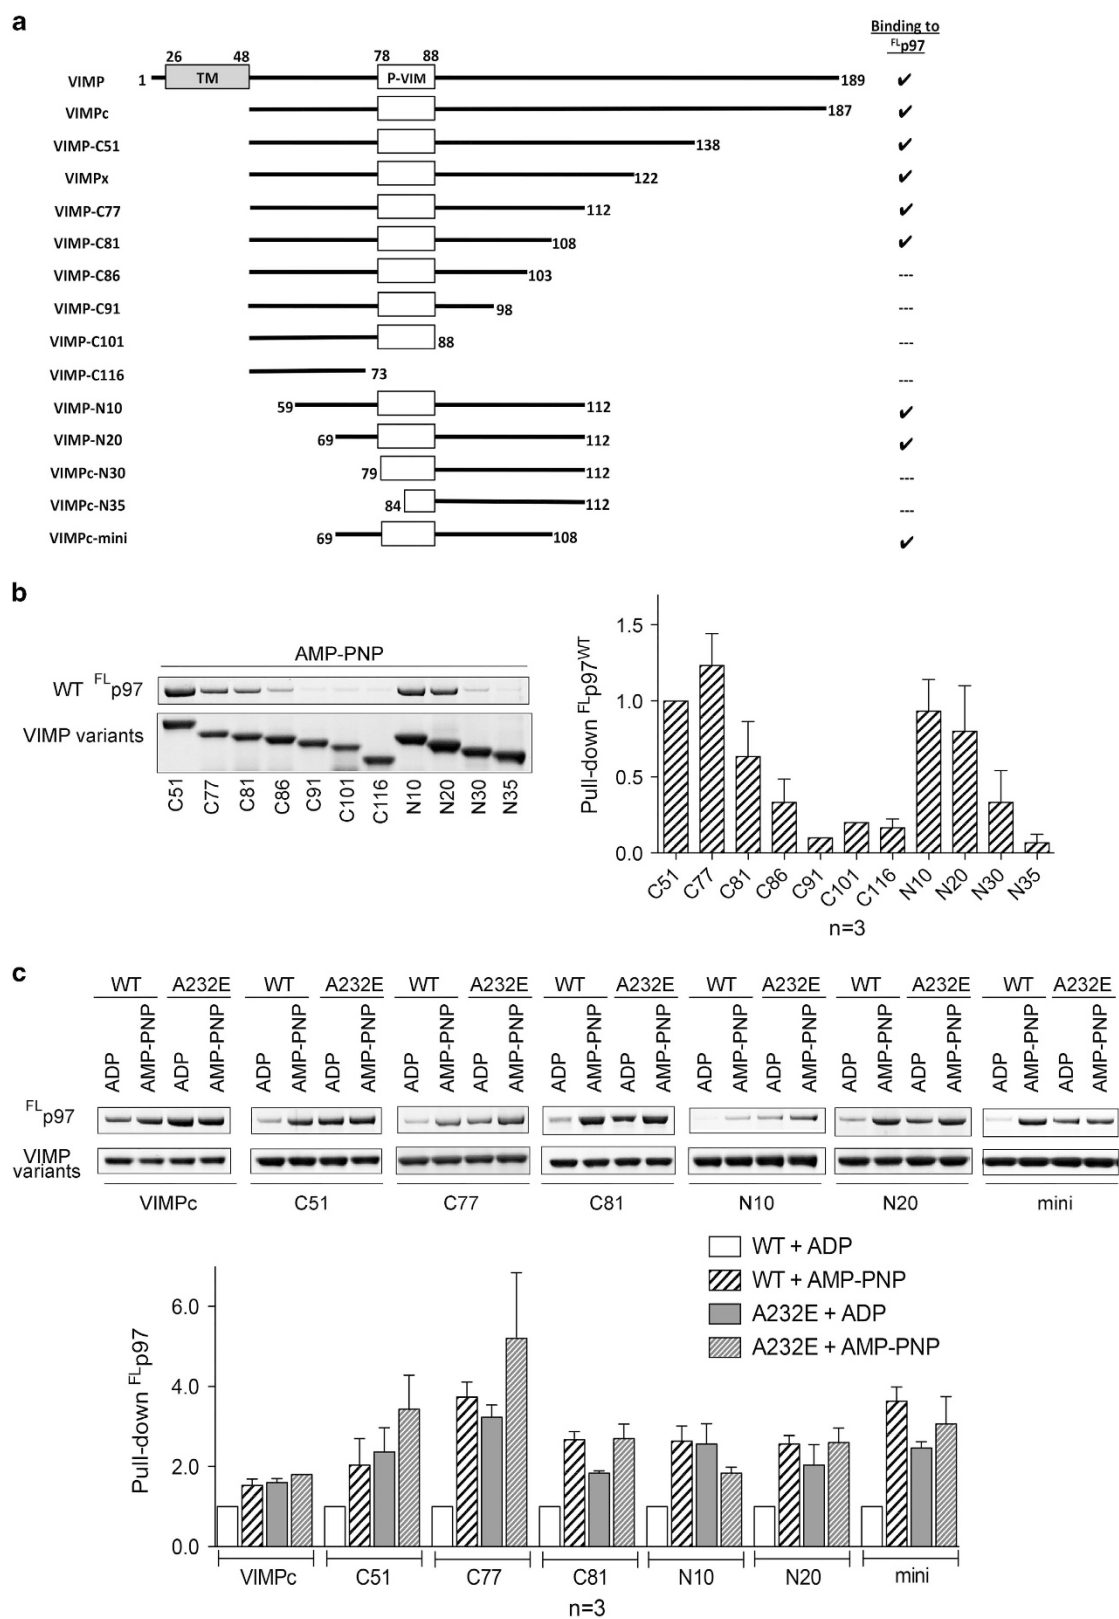 a
Binding to
FLp97
26 48 78 88
VIMP 1 TM P-VIM 189 ✔
VIMPc 187 ✔
VIMP-C51 138 ✔
VIMPx 122 ✔
VIMP-C77 112 ✔
VIMP-C81 108 ✔
VIMP-C86 103 ---
VIMP-C91 98 ---
VIMP-C101 88 ---
VIMP-C116 73 ---
VIMP-N10 59 112 ✔
VIMP-N20 69 112 ✔
VIMPc-N30 79 112 ---
VIMPc-N35 84 112 ---
VIMPc-mini 69 108 ✔
b
AMP-PNP
WT FLp97
VIMP variants
C51 C77 C81 C86 C91 C101 C116 N10 N20 N30 N35
Pull-down FLp97WT
1.5
1.0
0.5
0.0
C51 C77 C81 C86 C91 C101 C116 N10 N20 N30 N35
n=3
c
WT A232E WT A232E WT A232E WT A232E WT A232E WT A232E WT A232E
ADP AMP-PNP ADP AMP-PNP ADP AMP-PNP ADP AMP-PNP ADP AMP-PNP ADP AMP-PNP ADP AMP-PNP ADP AMP-PNP ADP AMP-PNP ADP AMP-PNP ADP AMP-PNP ADP AMP-PNP ADP AMP-PNP ADP AMP-PNP
FLp97
VIMP
variants
VIMPc C51 C77 C81 N10 N20 mini
WT + ADP
WT + AMP-PNP
A232E + ADP
A232E + AMP-PNP
Pull-down FLp97
6.0
4.0
2.0
0.0
VIMPc C51 C77 C81 N10 N20 mini
n=3